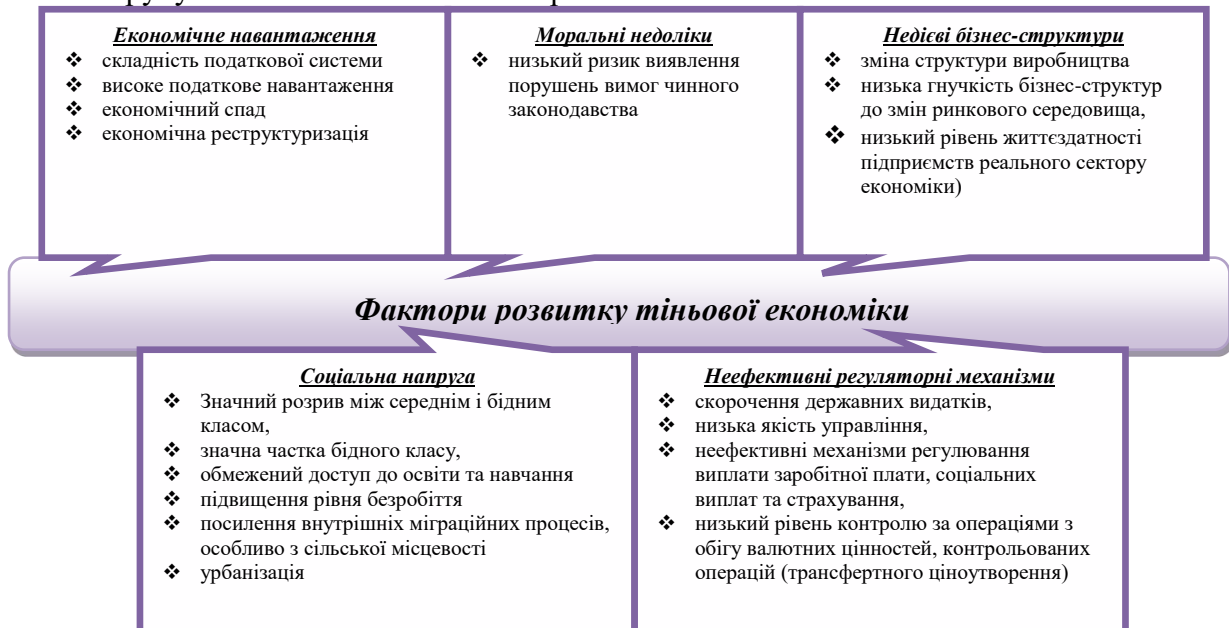 Економічне навантаження
❖ складність податкової системи
❖ високе податкове навантаження
❖ економічний спад
❖ економічна реструктуризація
Моральні недоліки
❖ низький ризик виявлення
порушень вимог чинного
законодавства
Недієві бізнес-структури
❖ зміна структури виробництва
❖ низька гнучкість бізнес-структур
до змін ринкового середовища,
❖ низький рівень життєздатності
підприємств реального сектору
економіки)
Фактори розвитку тіньової економіки
Соціальна напруга
❖ Значний розрив між середнім і бідним
класом,
❖ значна частка бідного класу,
❖ обмежений доступ до освіти та навчання
❖ підвищення рівня безробіття
❖ посилення внутрішніх міграційних процесів,
особливо з сільської місцевості
❖ урбанізація
Неефективні регуляторні механізми
❖ скорочення державних видатків,
❖ низька якість управління,
❖ неефективні механізми регулювання
виплати заробітної плати, соціальних
виплат та страхування,
❖ низький рівень контролю за операціями з
обігу валютних цінностей, контрольованих
операцій (трансфертного ціноутворення)